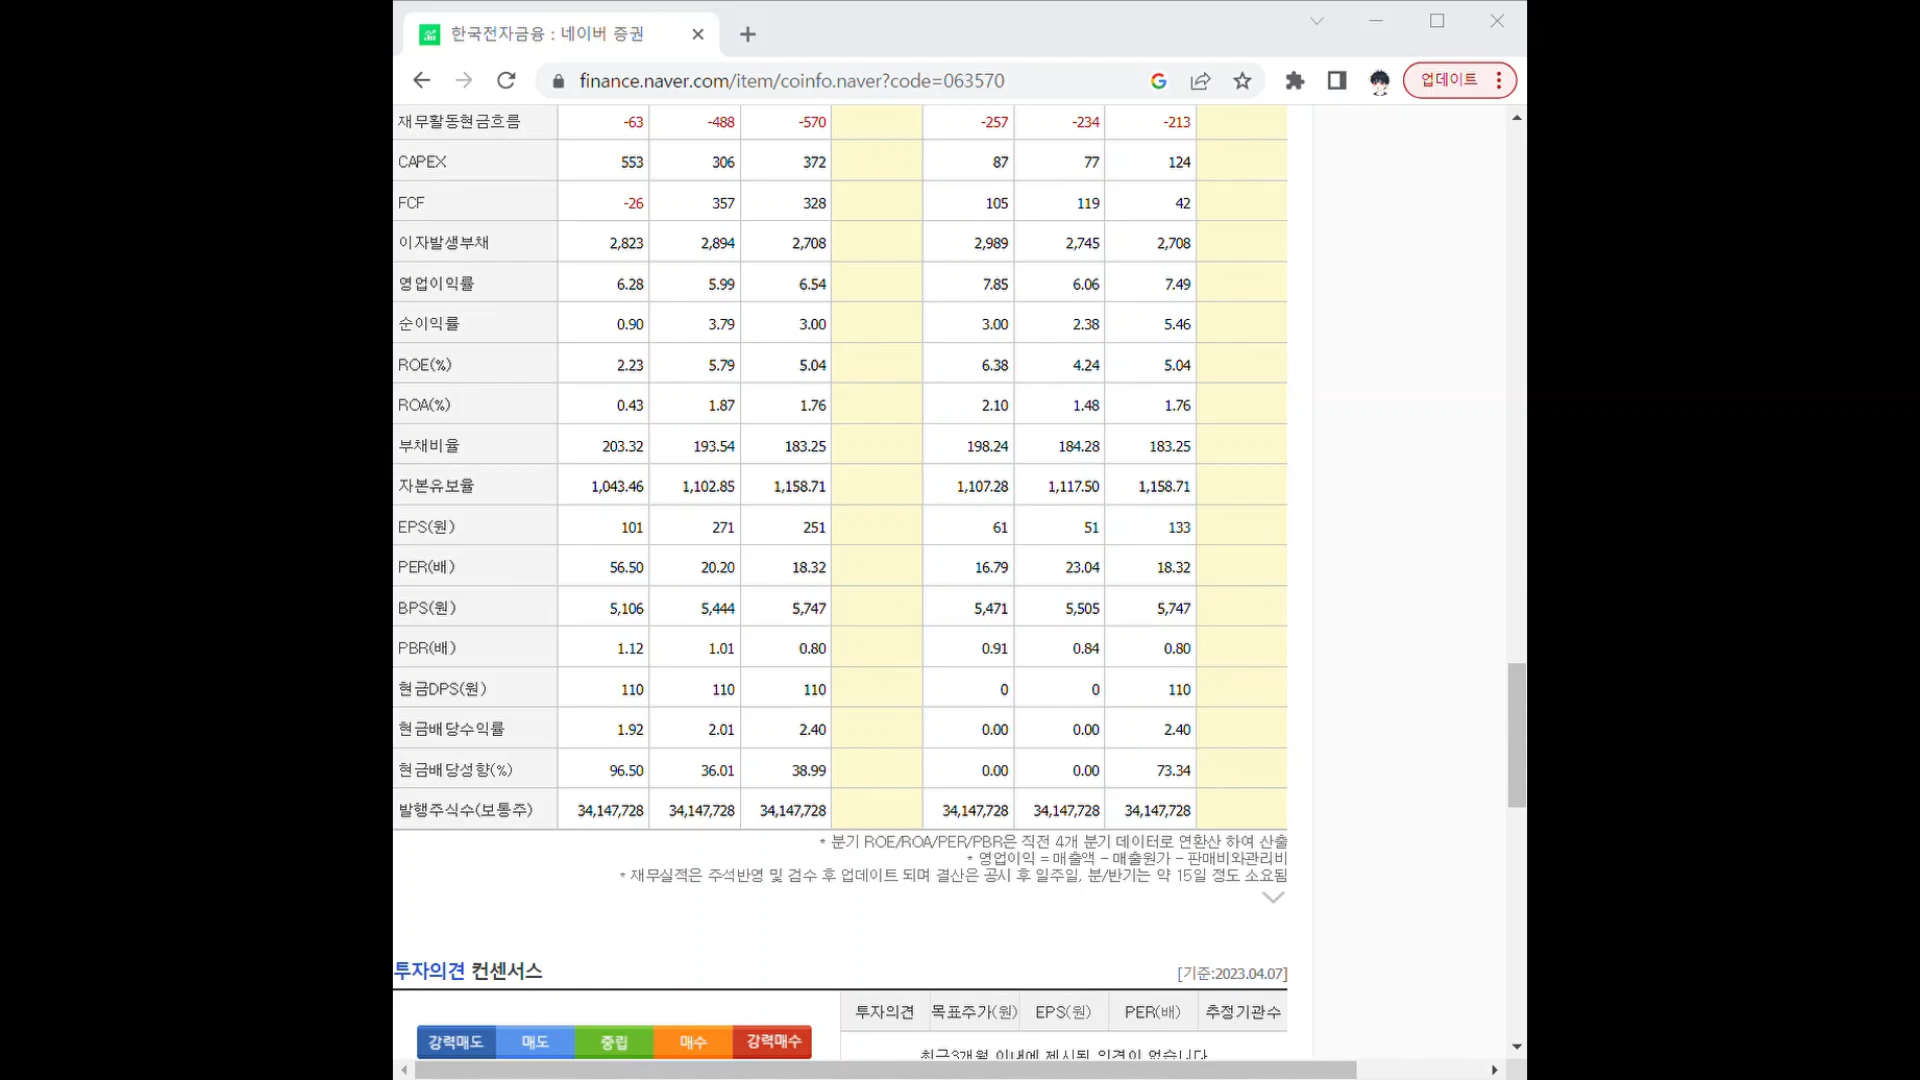 한국전자금융 : 네이버 증권
finance.naver.com/item/coinfo.naver?code=063570
업데이트
재무활동현금흐름 -63 -488 -570 -257 -234 -213
CAPEX 553 306 372 87 77 124
FCF -26 357 328 105 119 42
이자발생부채 2,823 2,894 2,708 2,989 2,745 2,708
영업이익률 6.28 5.99 6.54 7.85 6.06 7.49
순이익률 0.90 3.79 3.00 3.00 2.38 5.46
ROE(%) 2.23 5.79 5.04 6.38 4.24 5.04
ROA(%) 0.43 1.87 1.76 2.10 1.48 1.76
부채비율 203.32 193.54 183.25 198.24 184.28 183.25
자본유보율 1,043.46 1,102.85 1,158.71 1,107.28 1,117.50 1,158.71
EPS(원) 101 271 251 61 51 133
PER(배) 56.50 20.20 18.32 16.79 23.04 18.32
BPS(원) 5,106 5,444 5,747 5,471 5,505 5,747
PBR(배) 1.12 1.01 0.80 0.91 0.84 0.80
현금DPS(원) 110 110 110 0 0 110
현금배당수익률 1.92 2.01 2.40 0.00 0.00 2.40
현금배당성향(%) 96.50 36.01 38.99 0.00 0.00 73.34
발행주식수(보통주) 34,147,728 34,147,728 34,147,728 34,147,728 34,147,728 34,147,728
* 분기 ROE/ROA/PER/PBR은 직전 4개 분기 데이터로 연환산 하여 산출
* 영업이익 = 매출액 - 매출원가 - 판매비와관리비
* 재무실적은 주석반영 및 검수 후 업데이트 되며 결산은 공시 후 일주일, 분/반기는 약 15일 정도 소요됨
투자의견 컨센서스 [기준:2023.04.07]
투자의견 목표주가(원) EPS(원) PER(배) 추정기관수
강력매도 매도 중립 매수 강력매수
최근3개월 이내에 제시된 의견이 없습니다